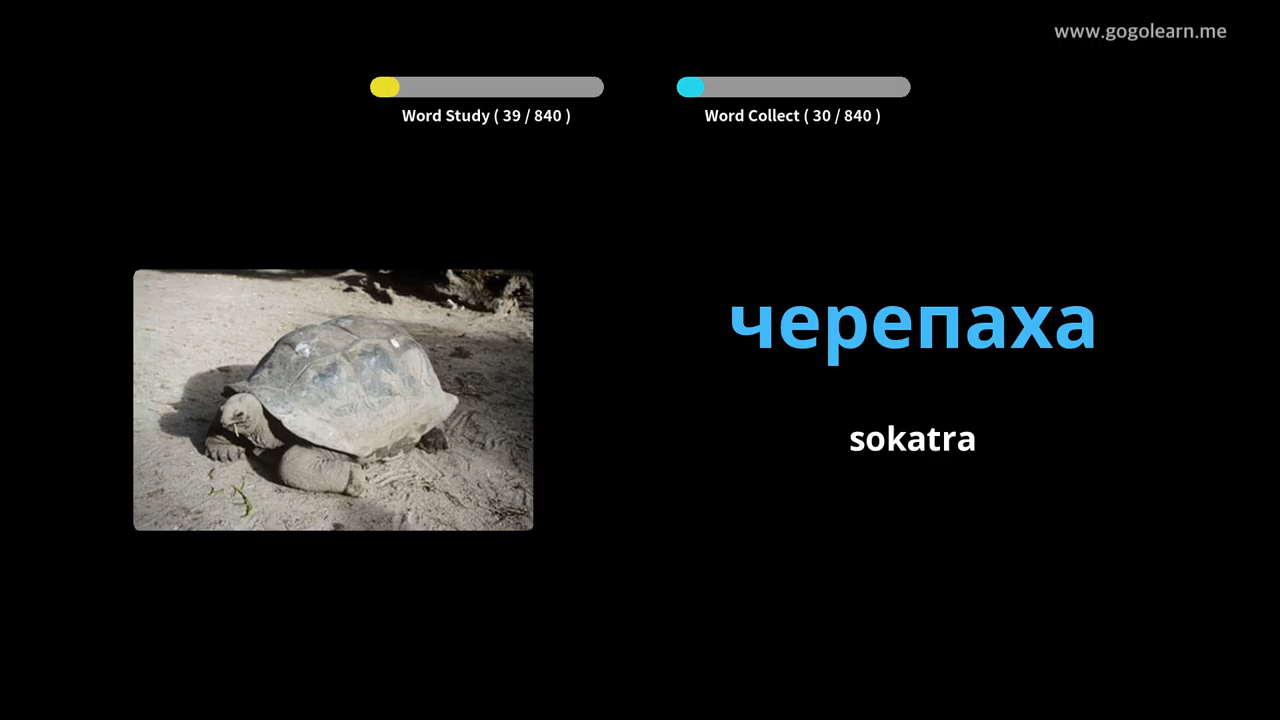 www.gogolearn.me
Word Study ( 39 / 840 )
Word Collect ( 30 / 840 )
черепаха
sokatra